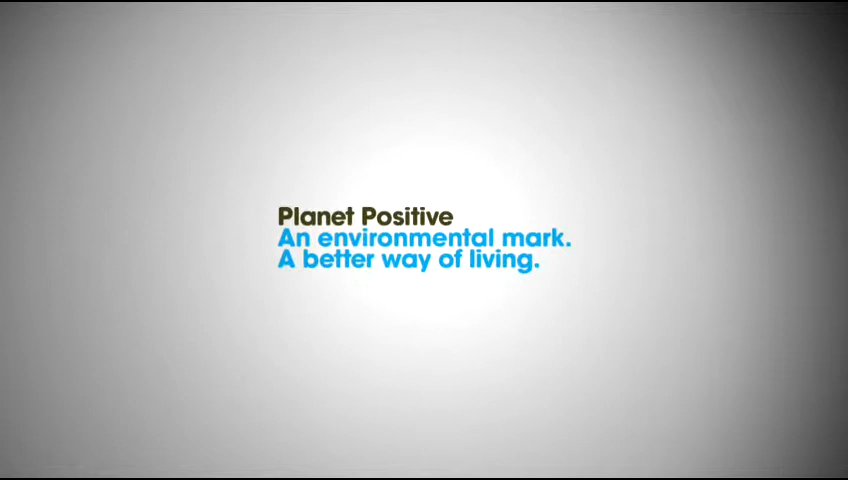 Planet Positive
An environmental mark.
A better way of living.